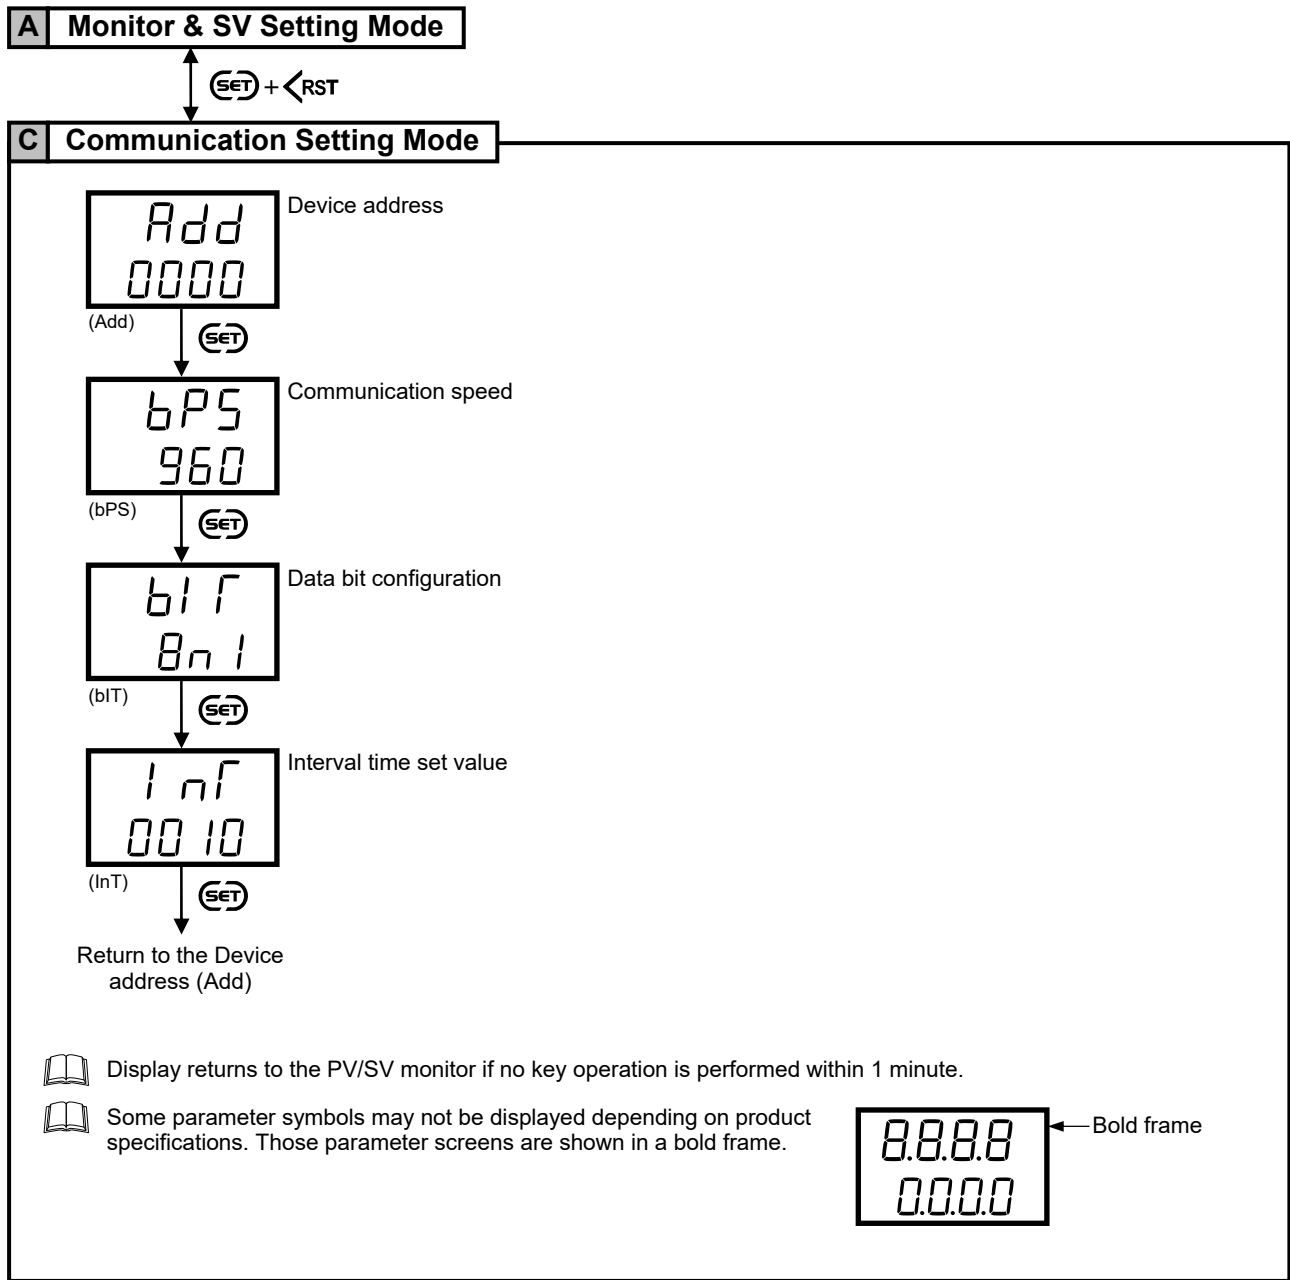 A Monitor & SV Setting Mode
SET + <RST
C Communication Setting Mode
Add
0000
Device address
(Add)
SET
bPS
960
Communication speed
(bPS)
SET
bIT
8n1
Data bit configuration
(bIT)
SET
InT
0010
Interval time set value
(InT)
SET
Return to the Device
address (Add)
Display returns to the PV/SV monitor if no key operation is performed within 1 minute.
Some parameter symbols may not be displayed depending on product
specifications. Those parameter screens are shown in a bold frame.
8.8.8.8
0.0.0.0
Bold frame